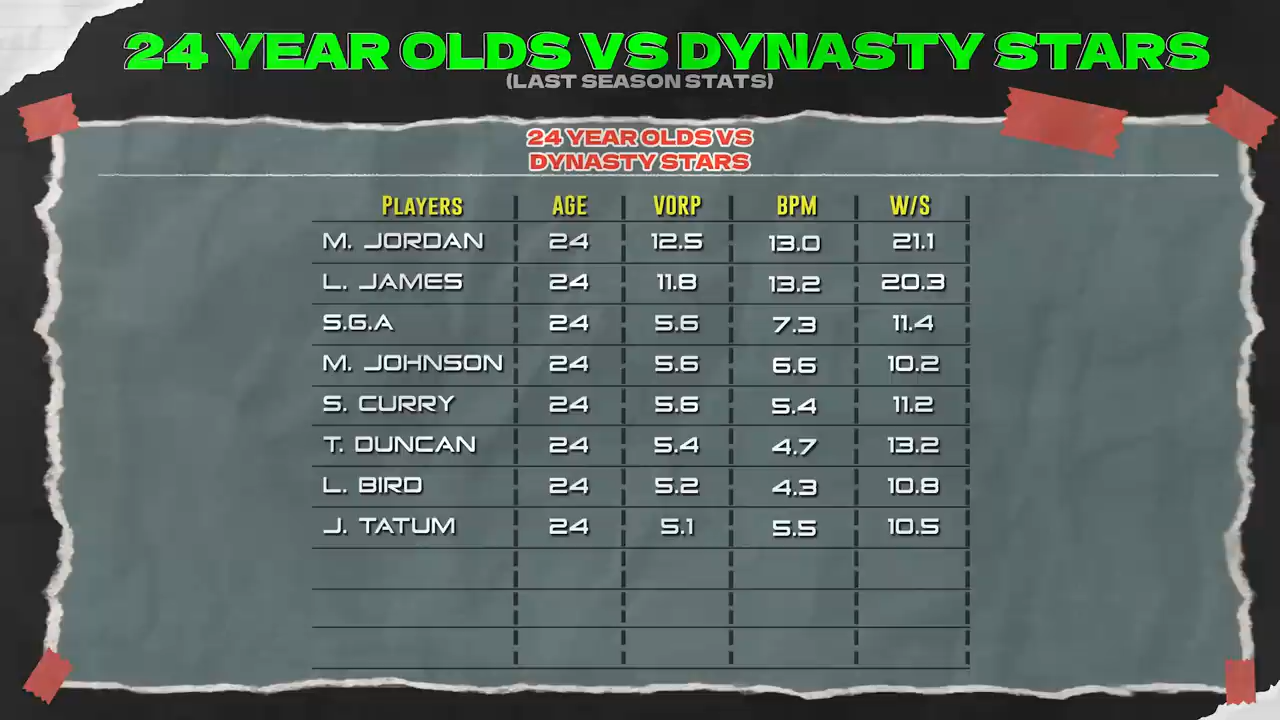 24 YEAR OLDS VS DYNASTY STARS
(LAST SEASON STATS)
24 YEAR OLDS VS
DYNASTY STARS
PLAYERS AGE VORP BPM W/S
M. JORDAN 24 12.5 13.0 21.1
L. JAMES 24 11.8 13.2 20.3
S.G.A 24 5.6 7.3 11.4
M. JOHNSON 24 5.6 6.6 10.2
S. CURRY 24 5.6 5.4 11.2
T. DUNCAN 24 5.4 4.7 13.2
L. BIRD 24 5.2 4.3 10.8
J. TATUM 24 5.1 5.5 10.5